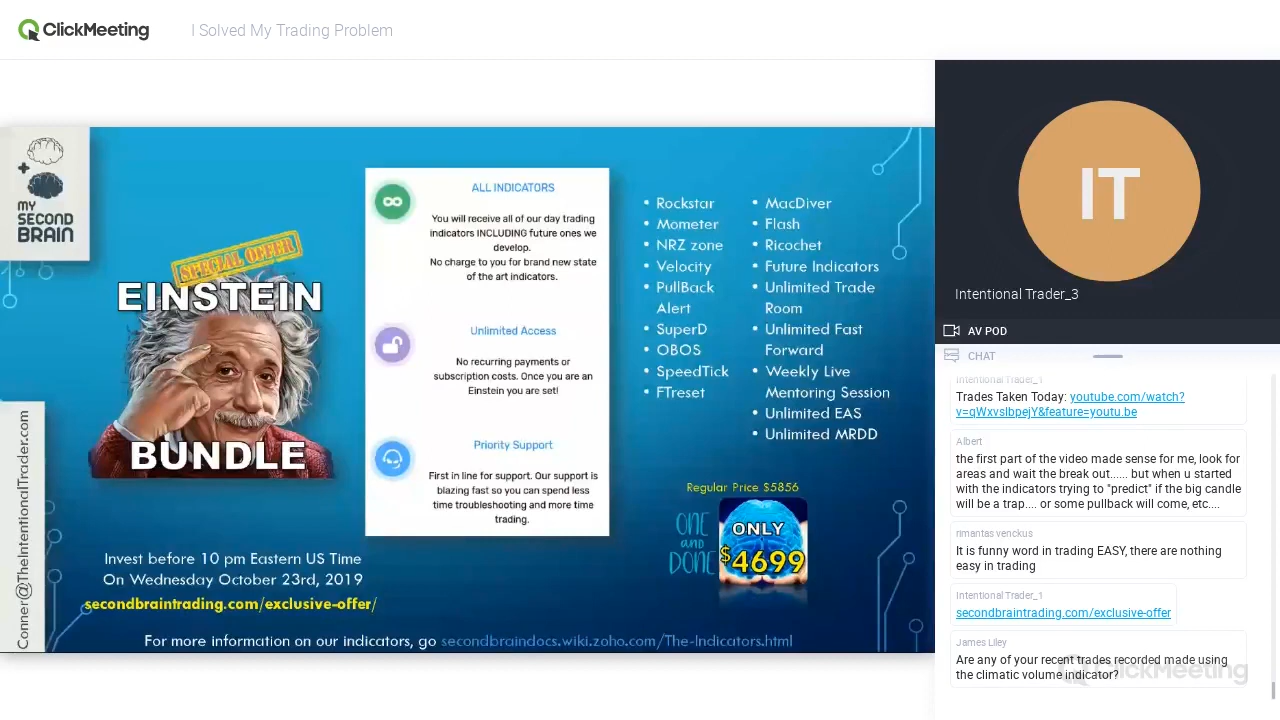 ClickMeeting
I Solved My Trading Problem
MY
SECOND
BRAIN
SPECIAL OFFER
EINSTEIN
BUNDLE
Conner@TheIntentionalTrader.com
Invest before 10 pm Eastern US Time
On Wednesday October 23rd, 2019
secondbraintrading.com/exclusive-offer/
For more information on our indicators, go secondbraindocs.wiki.zoho.com/The-Indicators.html
ALL INDICATORS
You will receive all of our day trading
indicators INCLUDING future ones we
develop.
No charge to you for brand new state
of the art indicators.
Unlimited Access
No recurring payments or
subscription costs. Once you are an
Einstein you are set!
Priority Support
First in line for support. Our support is
blazing fast so you can spend less
time troubleshooting and more time
trading.
• Rockstar
• Mometer
• NRZ zone
• Velocity
• PullBack
Alert
• SuperD
• OBOS
• SpeedTick
• FTreset
• MacDiver
• Flash
• Ricochet
• Future Indicators
• Unlimited Trade
Room
• Unlimited Fast
Forward
• Weekly Live
Mentoring Session
• Unlimited EAS
• Unlimited MRDD
Regular Price $5856
ONE
and
DONE
ONLY
$4699
IT
Intentional Trader_3
AV POD
CHAT
Intentional Trader_1
Trades Taken Today: youtube.com/watch?
v=qWxvslbpejY&feature=youtu.be
Albert
the first part of the video made sense for me, look for
areas and wait the break out...... but when u started
with the indicators trying to "predict" if the big candle
will be a trap.... or some pullback will come, etc....
rimantas venckus
It is funny word in trading EASY, there are nothing
easy in trading
Intentional Trader_1
secondbraintrading.com/exclusive-offer
James Liley
Are any of your recent trades recorded made using
the climatic volume indicator?
ClickMeeting